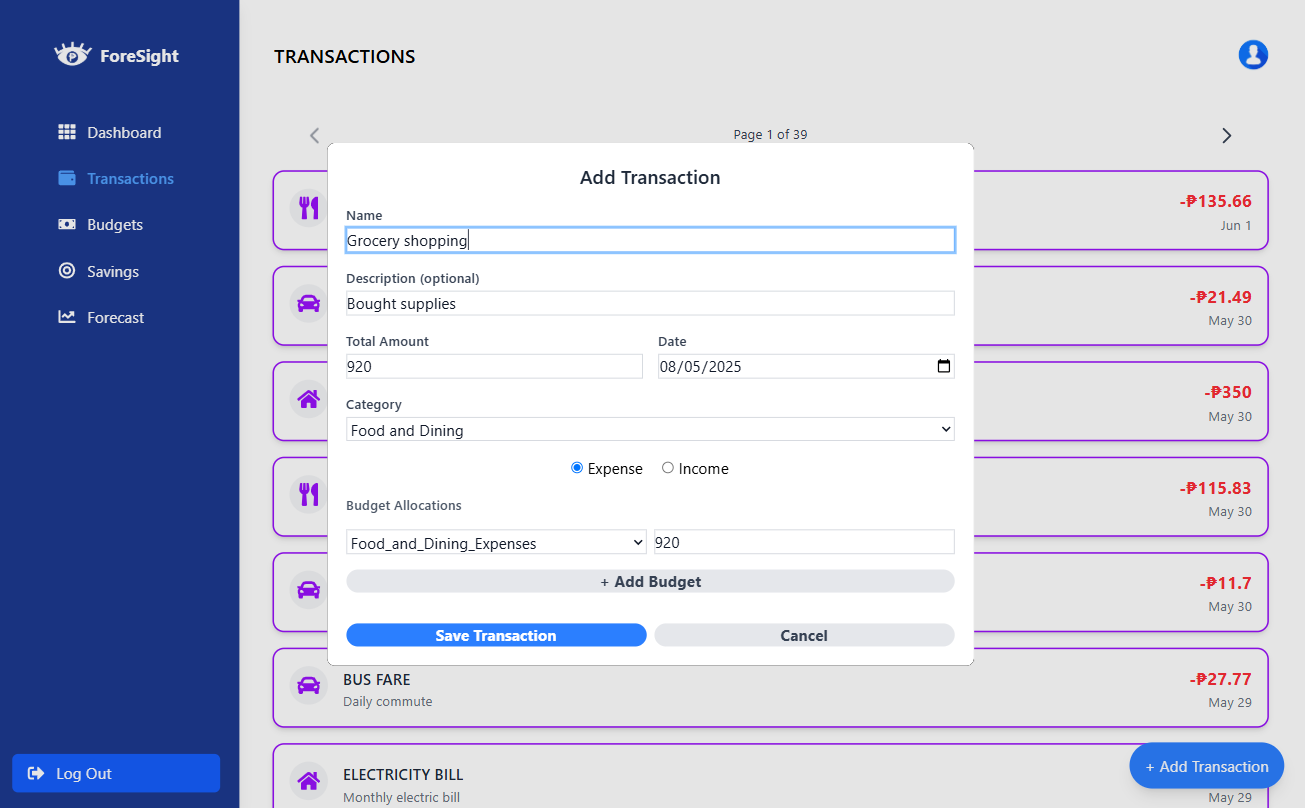 ForeSight
Dashboard
Transactions
Budgets
Savings
Forecast
Log Out
TRANSACTIONS
Page 1 of 39
-₱135.66
Jun 1
-₱21.49
May 30
-₱350
May 30
-₱115.83
May 30
-₱11.7
May 30
BUS FARE
Daily commute
-₱27.77
May 29
ELECTRICITY BILL
Monthly electric bill
May 29
+ Add Transaction
Add Transaction
Name
Grocery shopping
Description (optional)
Bought supplies
Total Amount
Date
920
08/05/2025
Category
Food and Dining
Expense Income
Budget Allocations
Food_and_Dining_Expenses
920
+ Add Budget
Save Transaction
Cancel